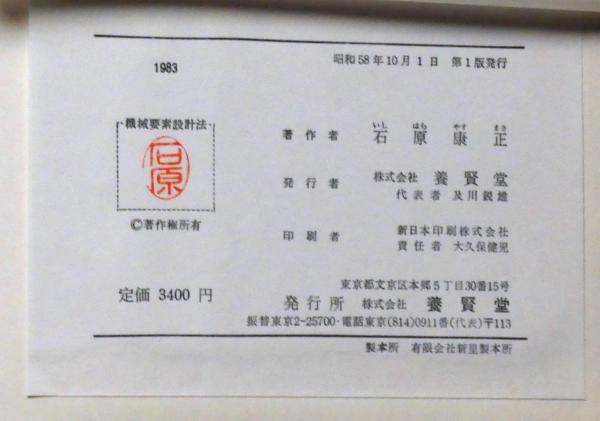 1983
昭和58年10月1日 第1版発行
機械要素設計法
石原
©著作権所有
定価 3400 円
いし はら やす まさ
著作者 石原康正
発行者 株式会社 養賢堂
代表者 及川鋭雄
印刷者 新日本印刷株式会社
責任者 大久保健児
東京都文京区本郷5丁目30番15号
発行所 株式会社 養賢堂
振替東京2-25700・電話東京(814)0911番(代表)〒113
製本所 有限会社新里製本所